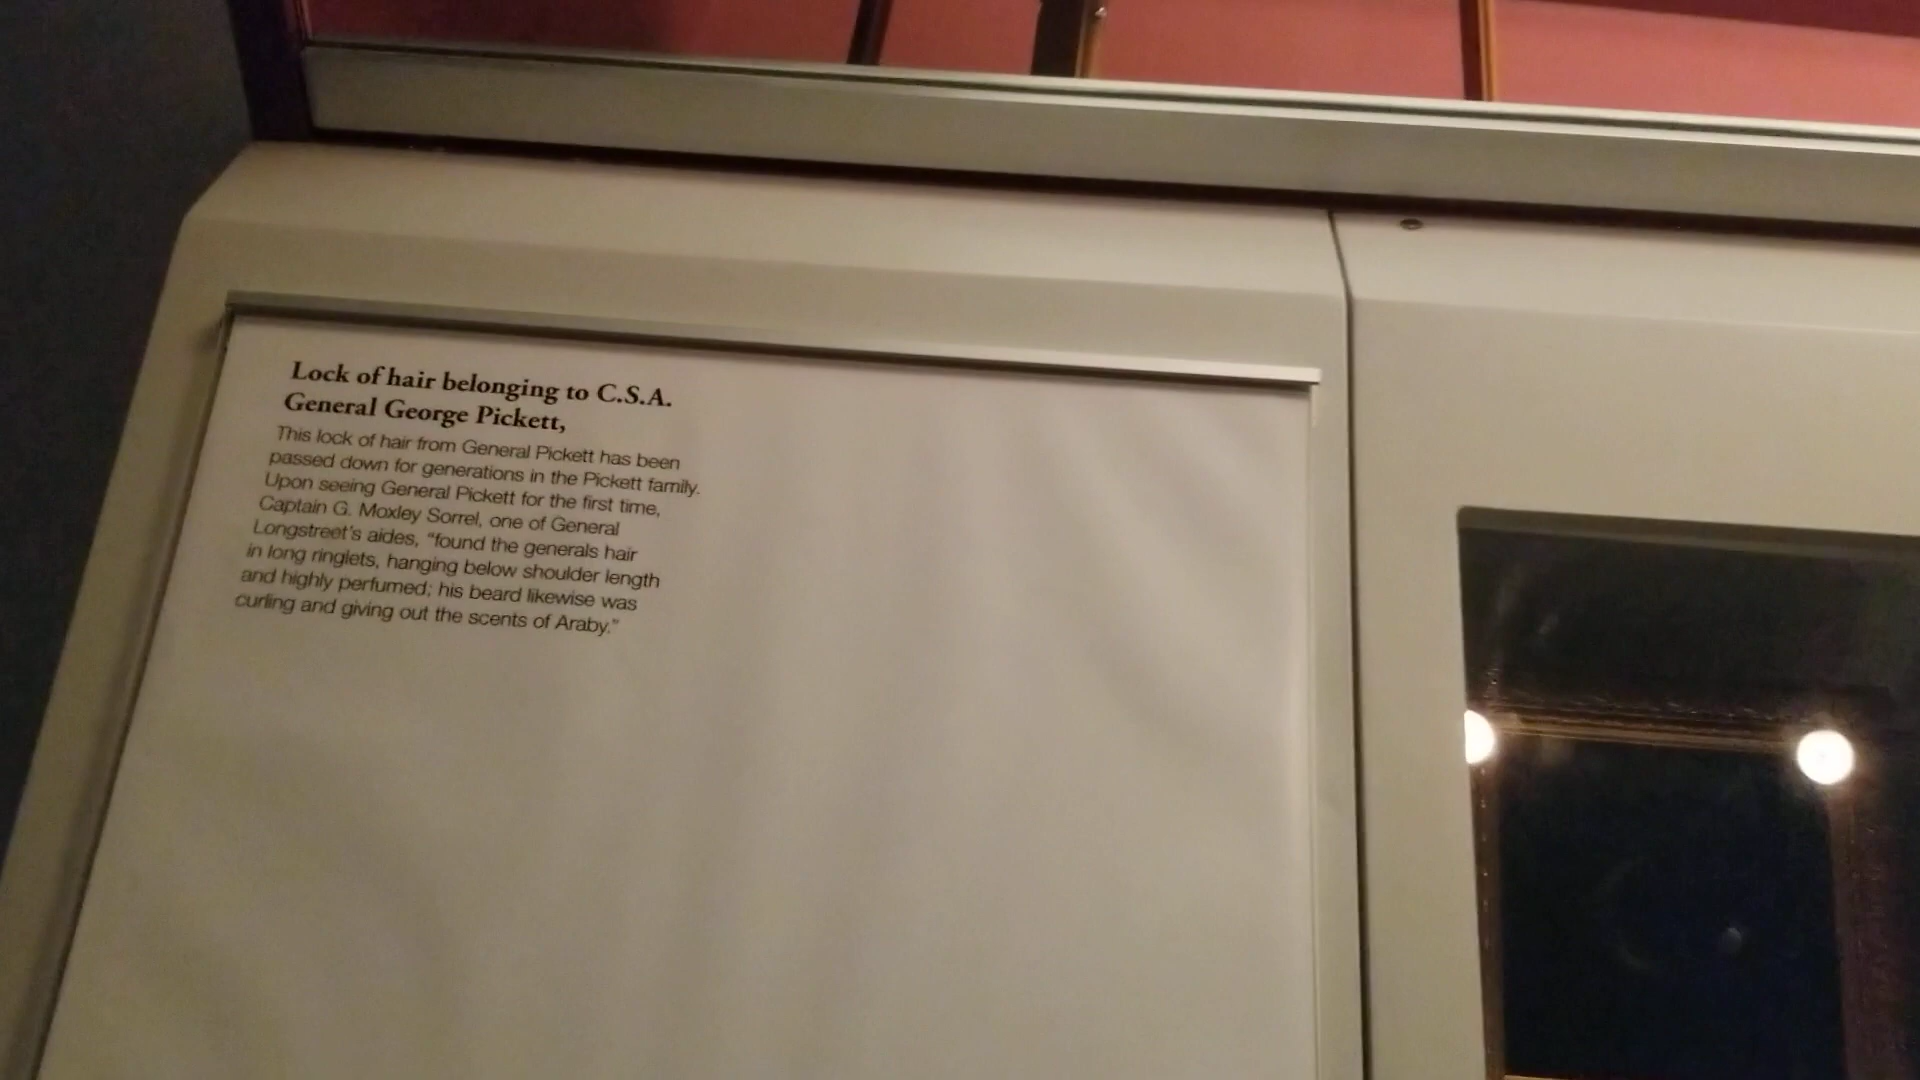 Lock of hair belonging to C.S.A.
General George Pickett,
This lock of hair from General Pickett has been
passed down for generations in the Pickett family.
Upon seeing General Pickett for the first time,
Captain G. Moxley Sorrel, one of General
Longstreet's aides, "found the generals hair
in long ringlets, hanging below shoulder length
and highly perfumed; his beard likewise was
curling and giving out the scents of Araby."